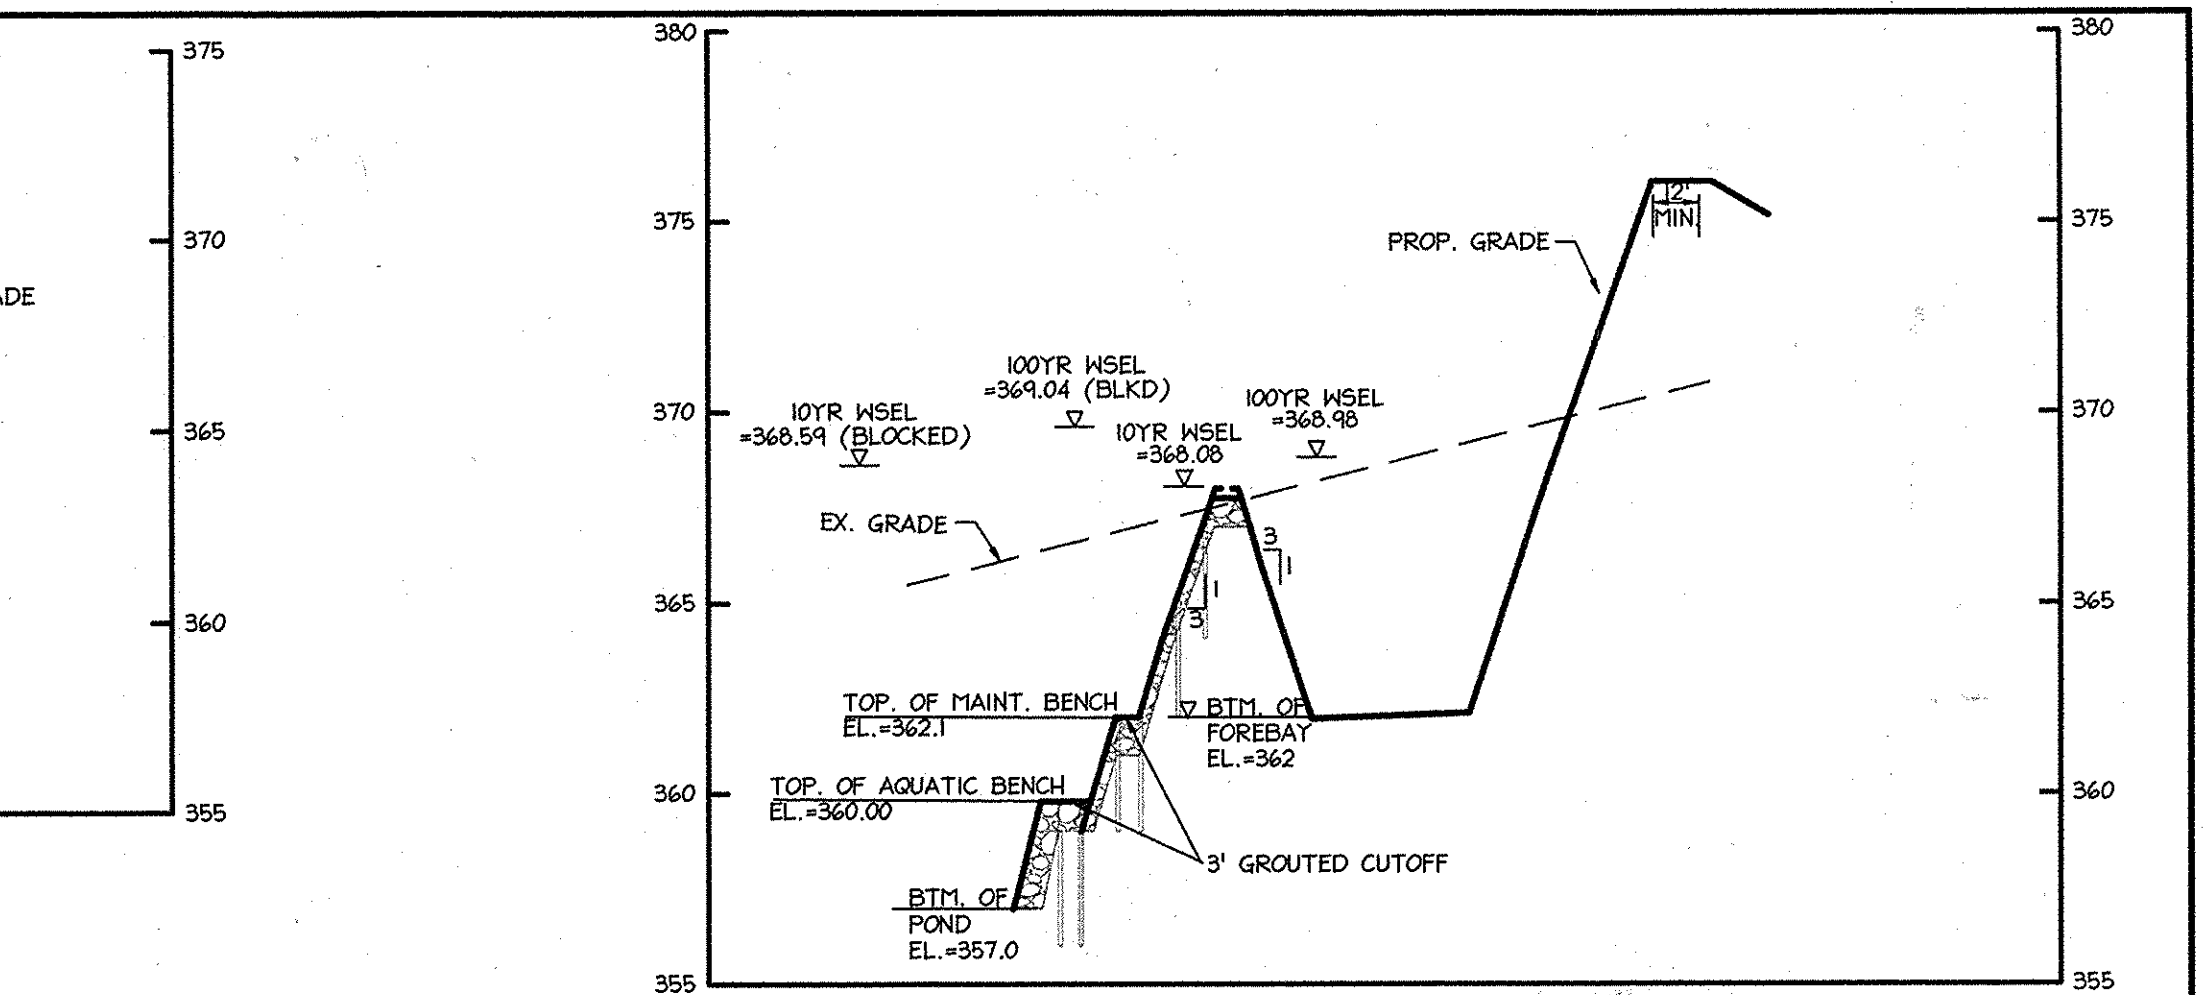 375
370
ADE
365
360
355
380
375
370
365
360
355
380
375
370
365
360
355
12'
MIN.
PROP. GRADE
100YR WSEL
=369.04 (BLKD)
100YR WSEL
=368.98
10YR WSEL
=368.59 (BLOCKED)
10YR WSEL
=368.08
EX. GRADE
3
1
1
3
TOP. OF MAINT. BENCH
EL.=362.1
BTM. OF
FOREBAY
EL.=362
TOP. OF AQUATIC BENCH
EL.=360.00
3' GROUTED CUTOFF
BTM. OF
POND
EL.=357.0